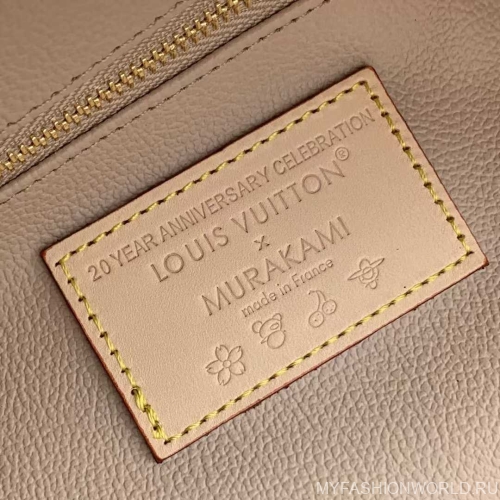 20 YEAR ANNIVERSARY CELEBRATION
LOUIS VUITTON®
x
MURAKAMI
made in France
MYFASHIONWORLD.RU